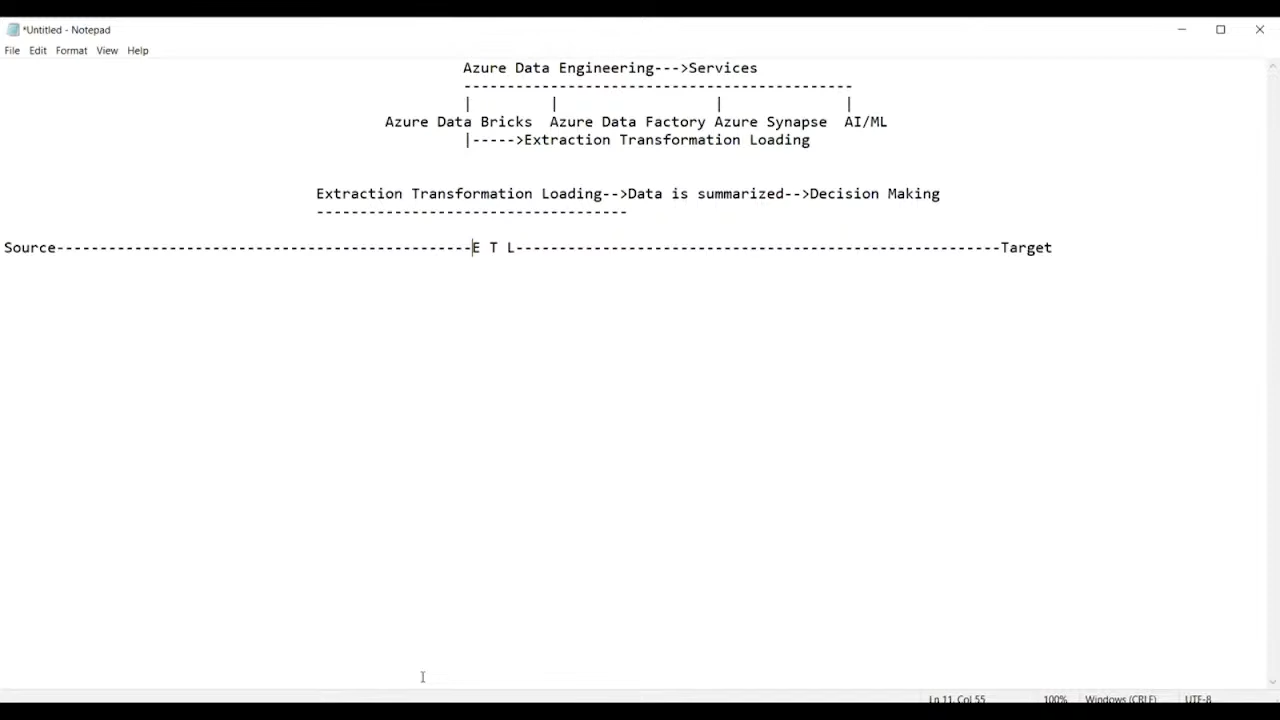 *Untitled - Notepad
File Edit Format View Help
Azure Data Engineering--->Services
---------------------------------------------
| | | |
Azure Data Bricks Azure Data Factory Azure Synapse AI/ML
|----->Extraction Transformation Loading
Extraction Transformation Loading-->Data is summarized-->Decision Making
------------------------------------
Source------------------------------------------------E T L--------------------------------------------------------Target
Ln 11, Col 55 100% Windows (CRLF) UTF-8